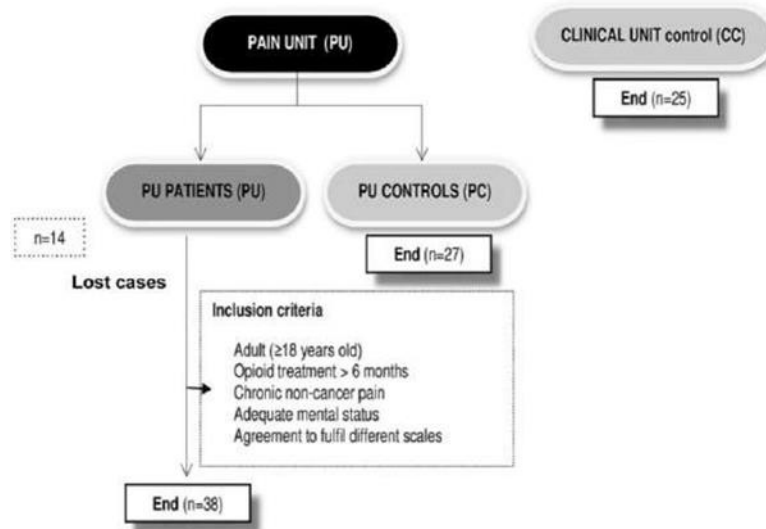 PAIN UNIT (PU)
CLINICAL UNIT control (CC)
End (n=25)
PU PATIENTS (PU)
PU CONTROLS (PC)
n=14
End (n=27)
Lost cases
Inclusion criteria
Adult (≥18 years old)
Opioid treatment > 6 months
Chronic non-cancer pain
Adequate mental status
Agreement to fulfil different scales
End (n=38)